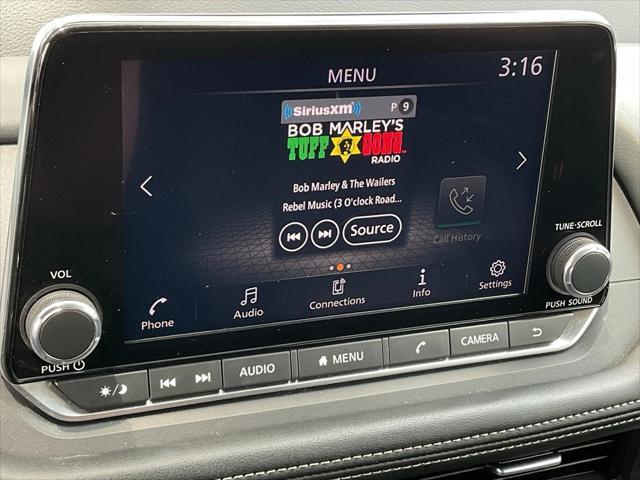 MENU
3:16
SiriusXM P 9
BOB MARLEY'S
TUFF GONG
RADIO
Bob Marley & The Wailers
Rebel Music (3 O'clock Road...
Source
Call History
TUNE·SCROLL
PUSH SOUND
VOL
PUSH
Phone
Audio
Connections
Info
Settings
AUDIO
MENU
CAMERA